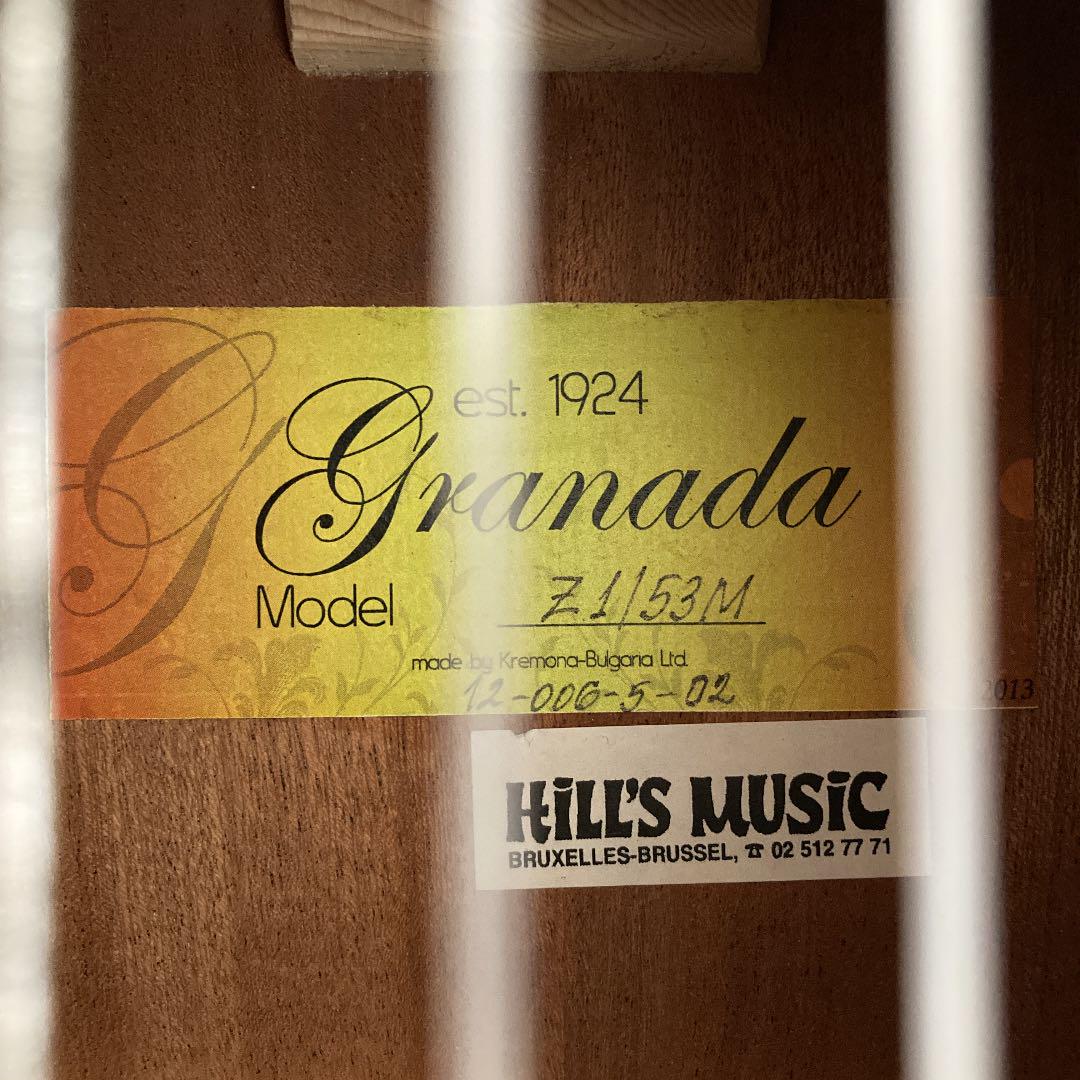 est. 1924
Granada
Model Z1/53M
made by Kremona-Bulgaria Ltd.
12-006-5-02
2013
HiLL'S MUSiC
BRUXELLES-BRUSSEL, ☎ 02 512 77 71